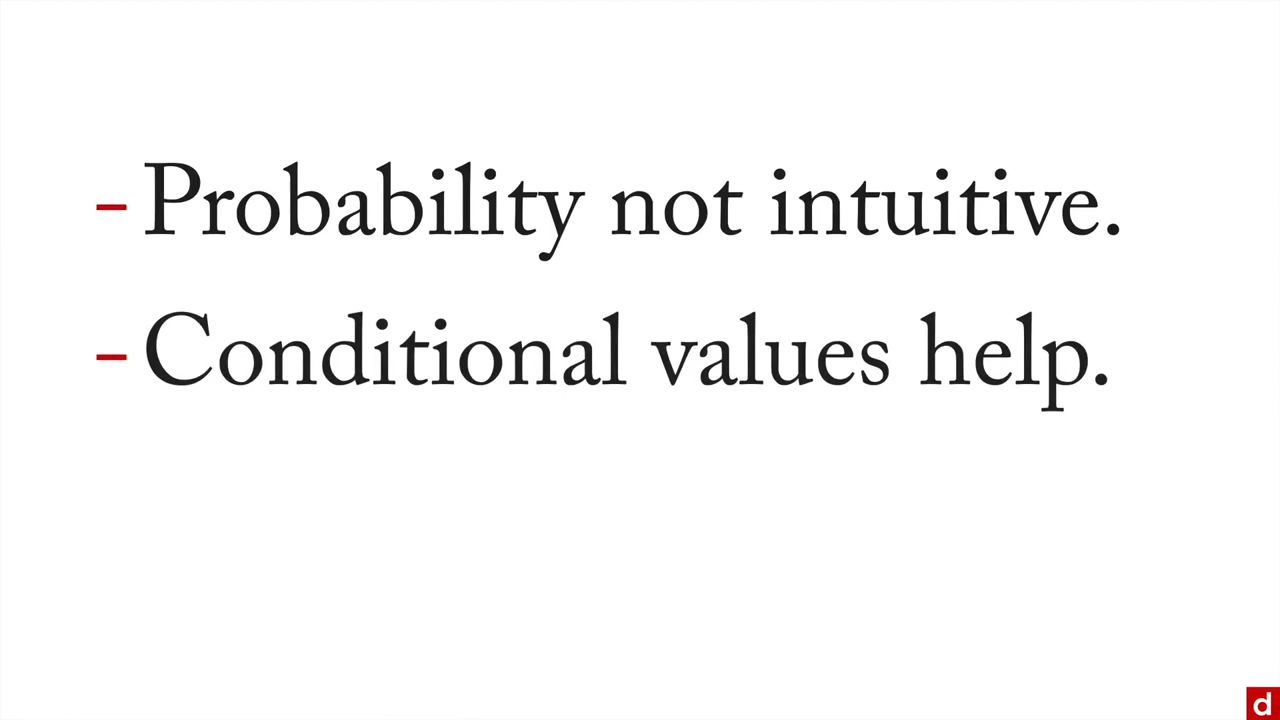 - Probability not intuitive.
- Conditional values help.
d